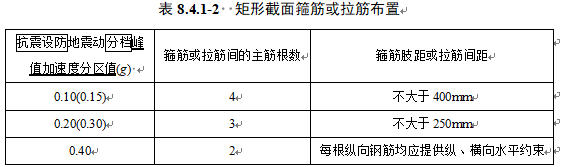 表 8.4.1-2··矩形截面箍筋或拉筋布置↵
抗震设防地震动分档峰值加速度分区值(g)·↵ 箍筋或拉筋间的主筋根数↵ 箍筋肢距或拉筋间距↵
0.10(0.15)↵ 4↵ 不大于 400mm↵
0.20(0.30)↵ 3↵ 不大于 250mm↵
0.40↵ 2↵ 每根纵向钢筋均应提供纵、横向水平约束↵